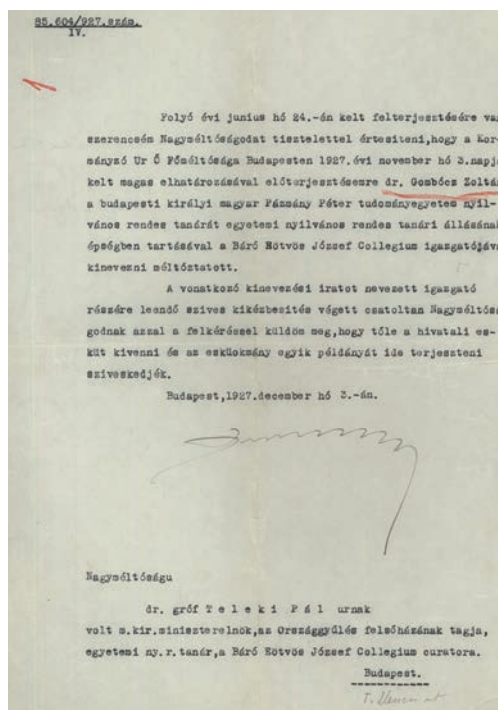 85.604/927.szám.
IV.
Folyó évi junius hó 24.-án kelt felterjesztésére va
szerencsém Nagyméltóságodat tisztelettel értesiteni,hogy a Kor-
mányzó Ur Ő Főméltósága Budapesten 1927.évi november hó 3.napj
kelt magas elhatározásával előterjesztésemre dr. Gombócz Zoltá
a budapesti királyi magyar Pázmány Péter tudományegyetem nyil-
vános rendes tanárát egyetemi nyilvános rendes tanári állásána
épségben tartásával a Báró Eötvös József Collegium igazgatójáv
kinevezni méltóztatott.
A vonatkozó kinevezési iratot nevezett igazgató
részére leendő szives kikézbesités végett csatoltan Nagyméltósá
godnak azzal a felkéréssel küldöm meg,hogy tőle a hivatali es-
küt kivenni és az esküokmány egyik példányát ide terjeszteni
sziveskedjék.
Budapest,1927.december hó 3.-án.
Nagyméltóságu
dr. gróf Teleki Pál urnak
volt m.kir.miniszterelnök,az Országgyülés felsőházának tagja,
egyetemi ny.r.tanár,a Báró Eötvös József Collegium curatora.
Budapest.